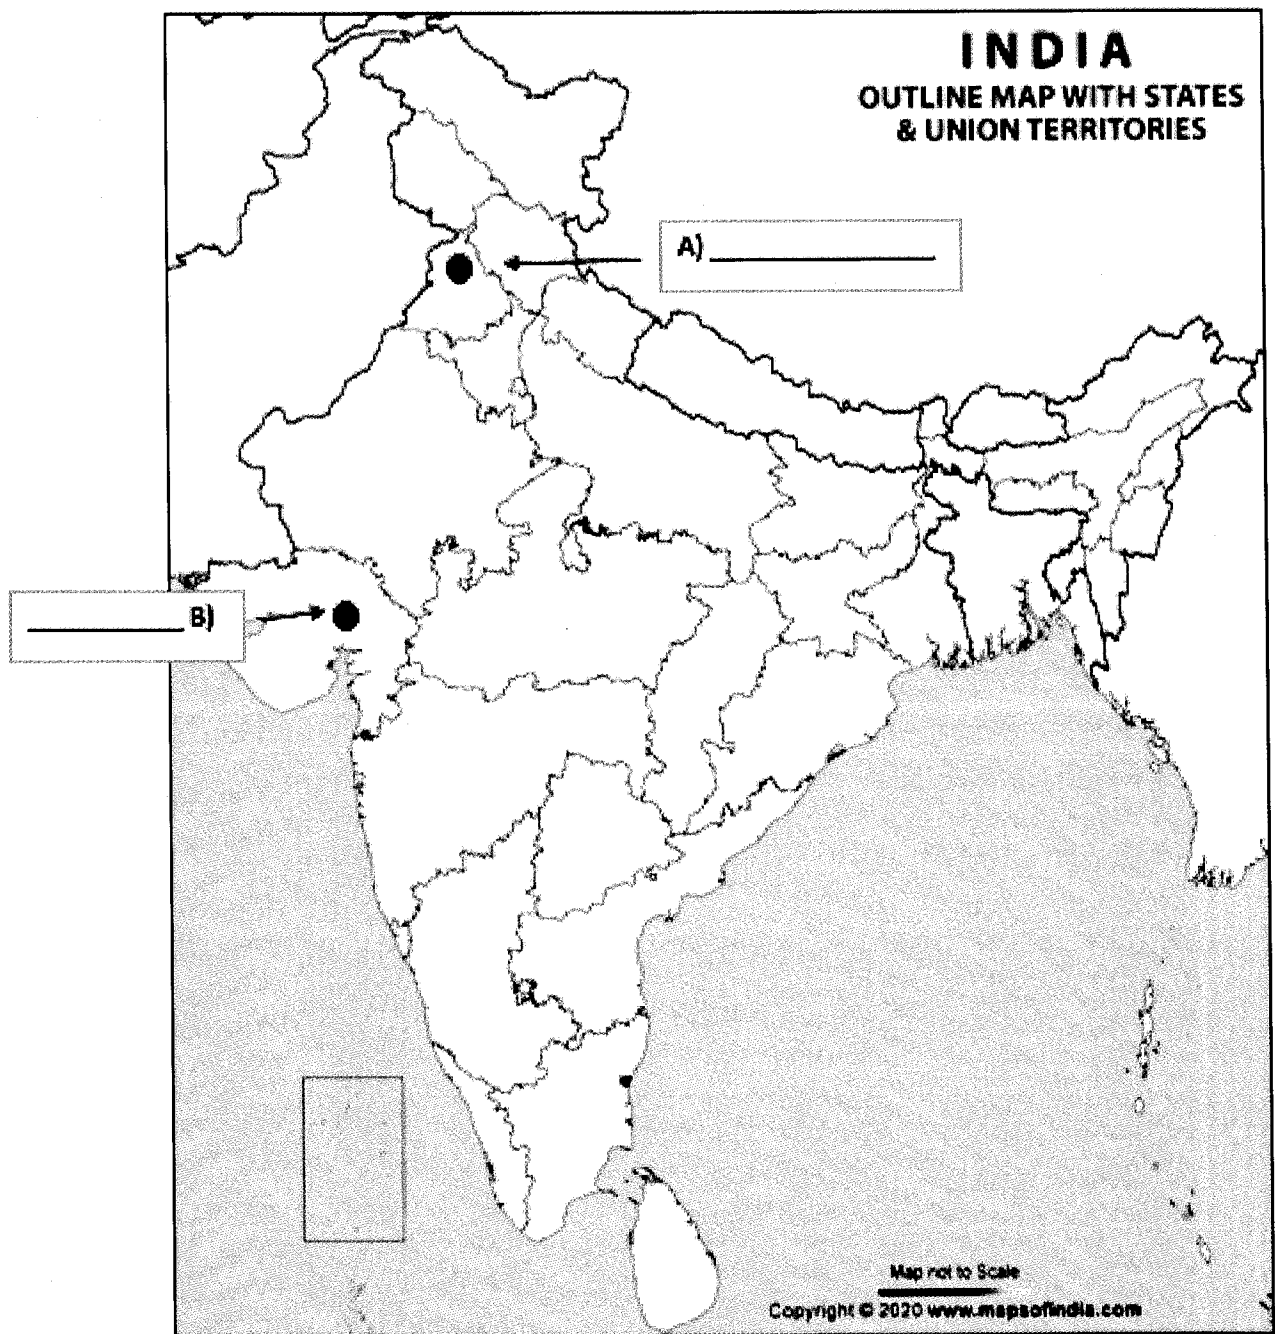 INDIA
OUTLINE MAP WITH STATES
& UNION TERRITORIES
A)
B)
Map not to Scale
Copyright © 2020 www.mapsofindia.com